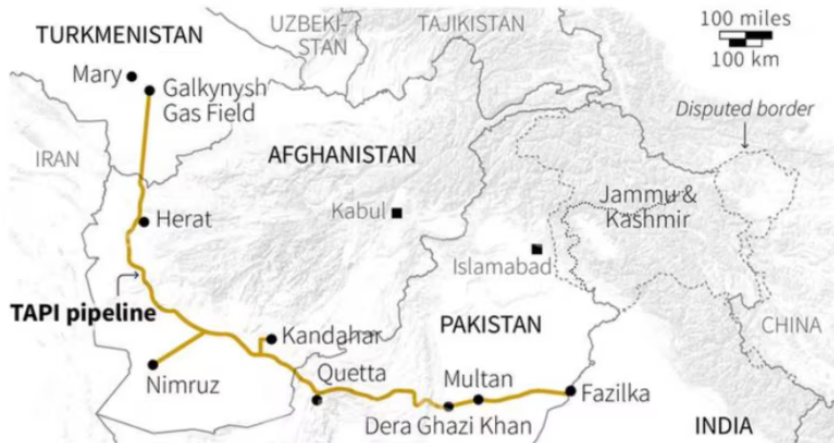 UZBEKI-
STAN
TAJIKISTAN
100 miles
100 km
TURKMENISTAN
Mary
Galkynysh
Gas Field
Disputed border
IRAN
AFGHANISTAN
Kabul
Jammu &
Kashmir
Herat
Islamabad
TAPI pipeline
Kandahar
PAKISTAN
CHINA
Nimruz
Quetta
Multan
Fazilka
Dera Ghazi Khan
INDIA